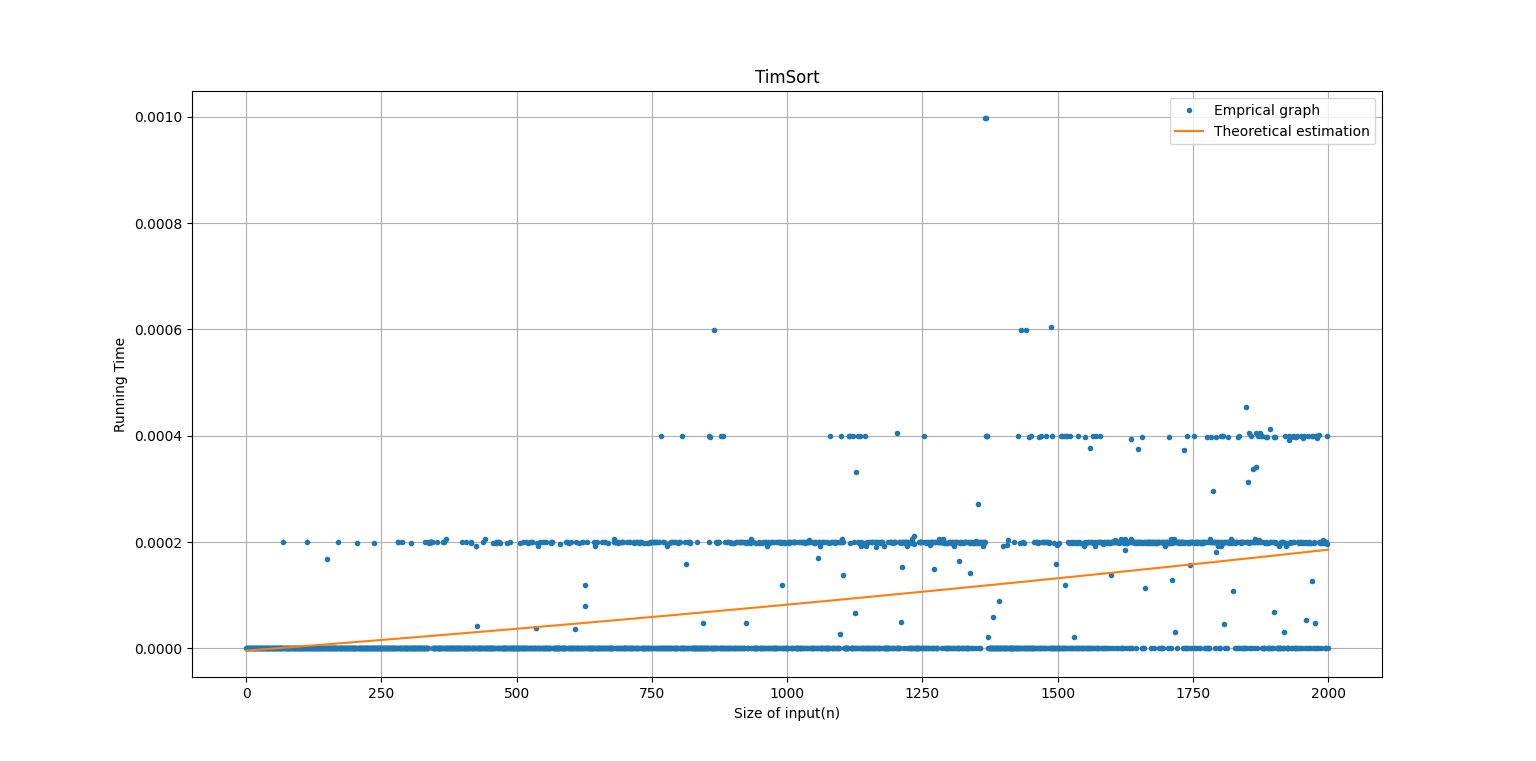 TimSort
Emprical graph
Theoretical estimation
Running Time
0.0010
0.0008
0.0006
0.0004
0.0002
0.0000
0 250 500 750 1000 1250 1500 1750 2000
Size of input(n)